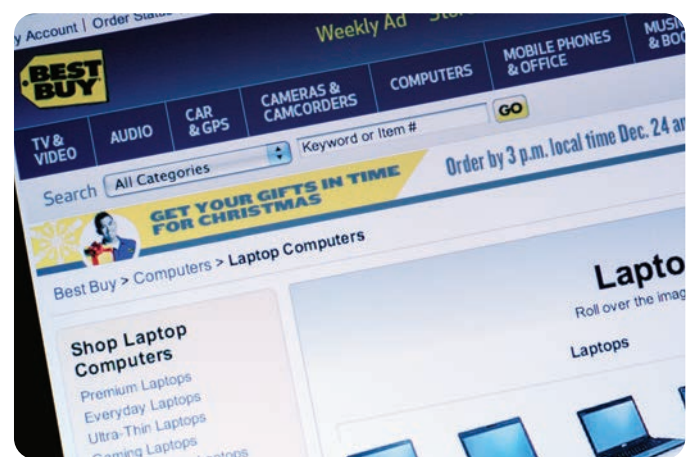 y Account | Order Status
Weekly Ad
BEST
BUY
TV &
VIDEO
AUDIO
CAR
& GPS
CAMERAS &
CAMCORDERS
COMPUTERS
MOBILE PHONES
& OFFICE
MUSI
& BOO
Search All Categories Keyword or Item # GO
GET YOUR GIFTS IN TIME
FOR CHRISTMAS
Order by 3 p.m. local time Dec. 24 an
Best Buy > Computers > Laptop Computers
Shop Laptop
Computers
Premium Laptops
Everyday Laptops
Ultra-Thin Laptops
Gaming Laptops
Lapto
Roll over the imag
Laptops